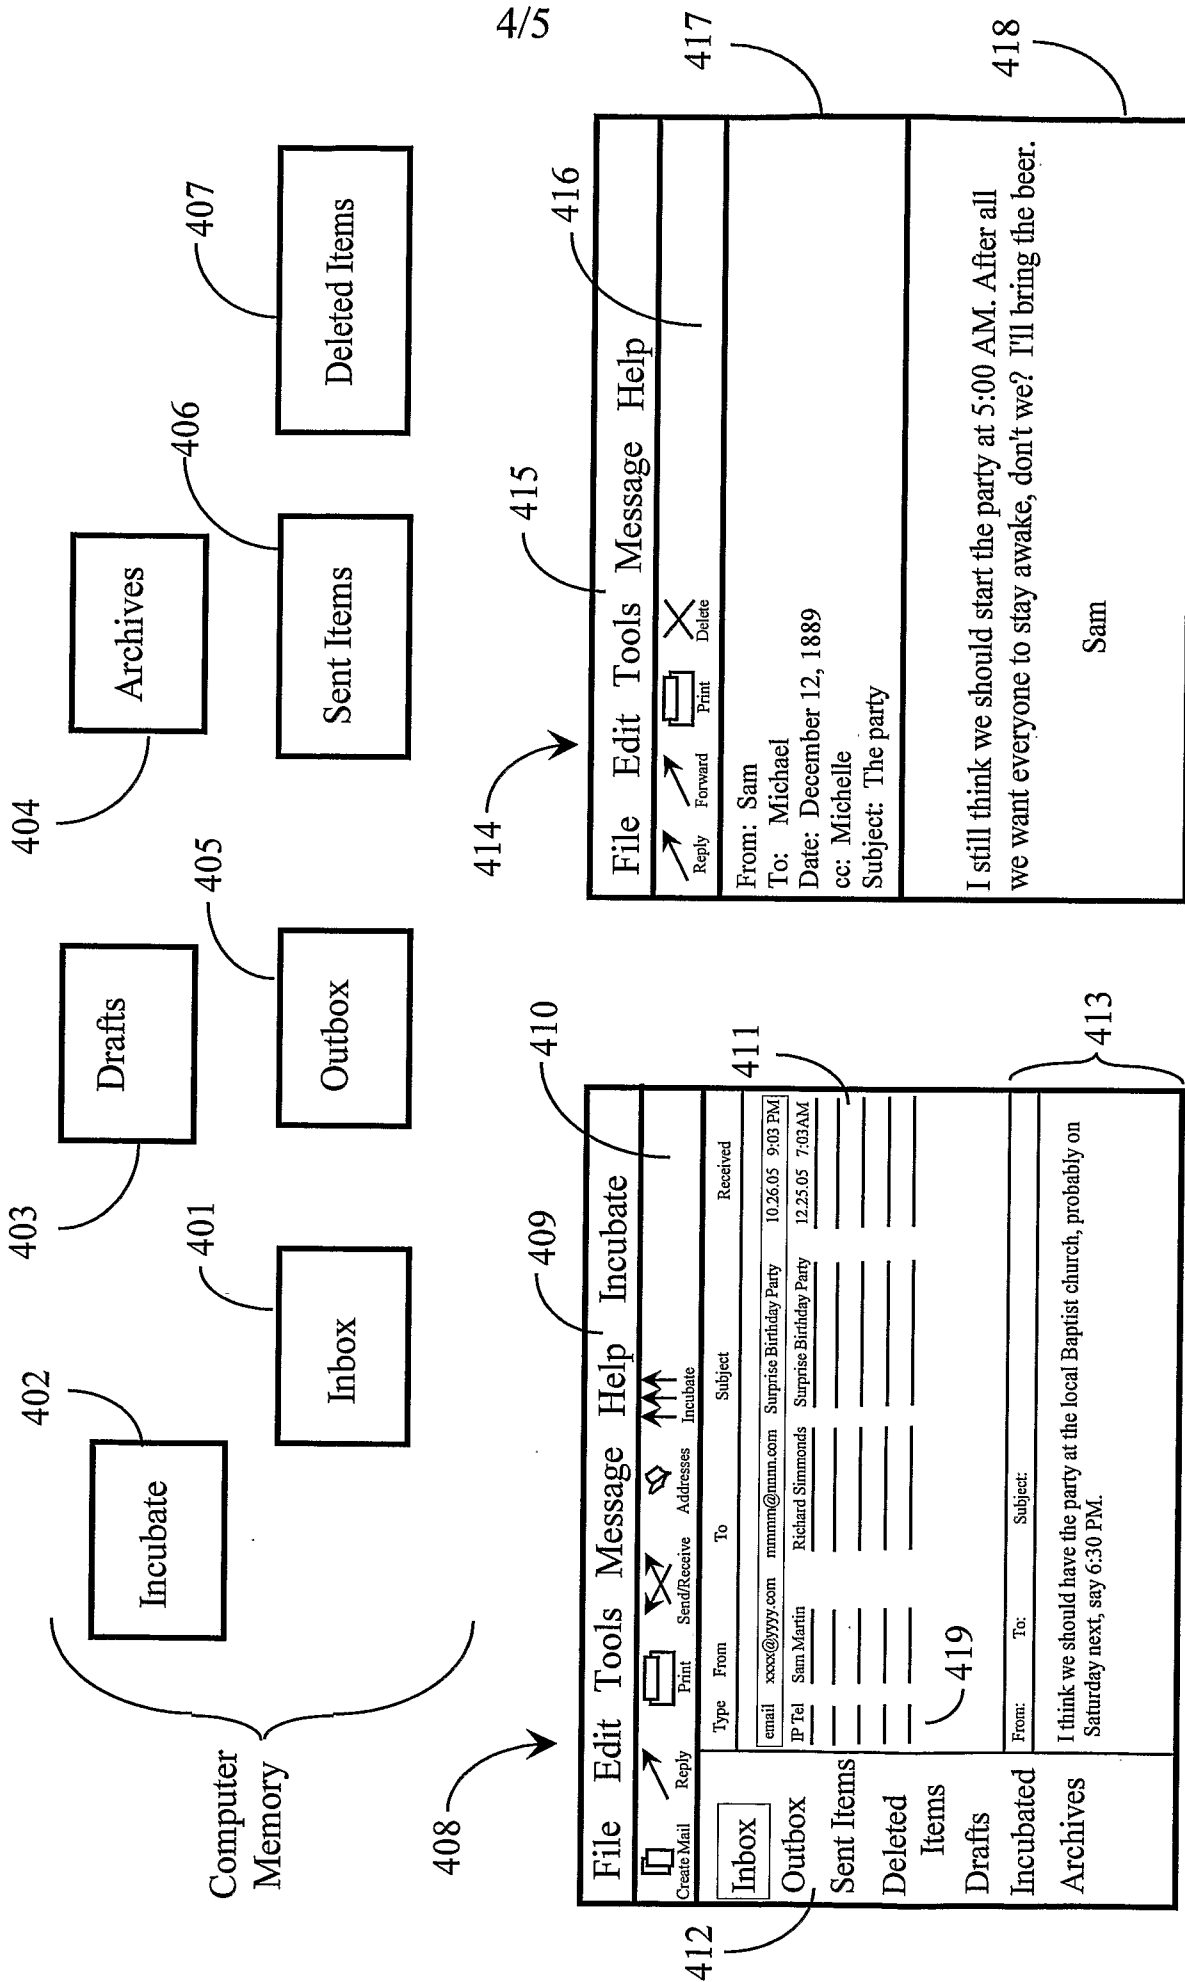 4/5
Computer
Memory
402
403
404
Incubate
Drafts
Archives
401
405
406
407
Inbox
Outbox
Sent Items
Deleted Items
408
409
410
File Edit Tools Message Help Incubate
Create Mail Reply Print Send/Receive Addresses Incubate
412
Inbox
Outbox
Sent Items
Deleted
Items
Drafts
Incubated
Archives
Type From To Subject Received
email xxxx@yyyy.com mmmm@nnnn.com Surprise Birthday Party 10.26.05 9:03 PM
IP Tel Sam Martin Richard Simmonds Surprise Birthday Party 12.25.05 7:03AM
411
419
From: To: Subject:
413
I think we should have the party at the local Baptist church, probably on
Saturday next, say 6:30 PM.
414
415
416
File Edit Tools Message Help
Reply Forward Print Delete
417
From: Sam
To: Michael
Date: December 12, 1889
cc: Michelle
Subject: The party
418
I still think we should start the party at 5:00 AM. After all
we want everyone to stay awake, don't we? I'll bring the beer.
Sam